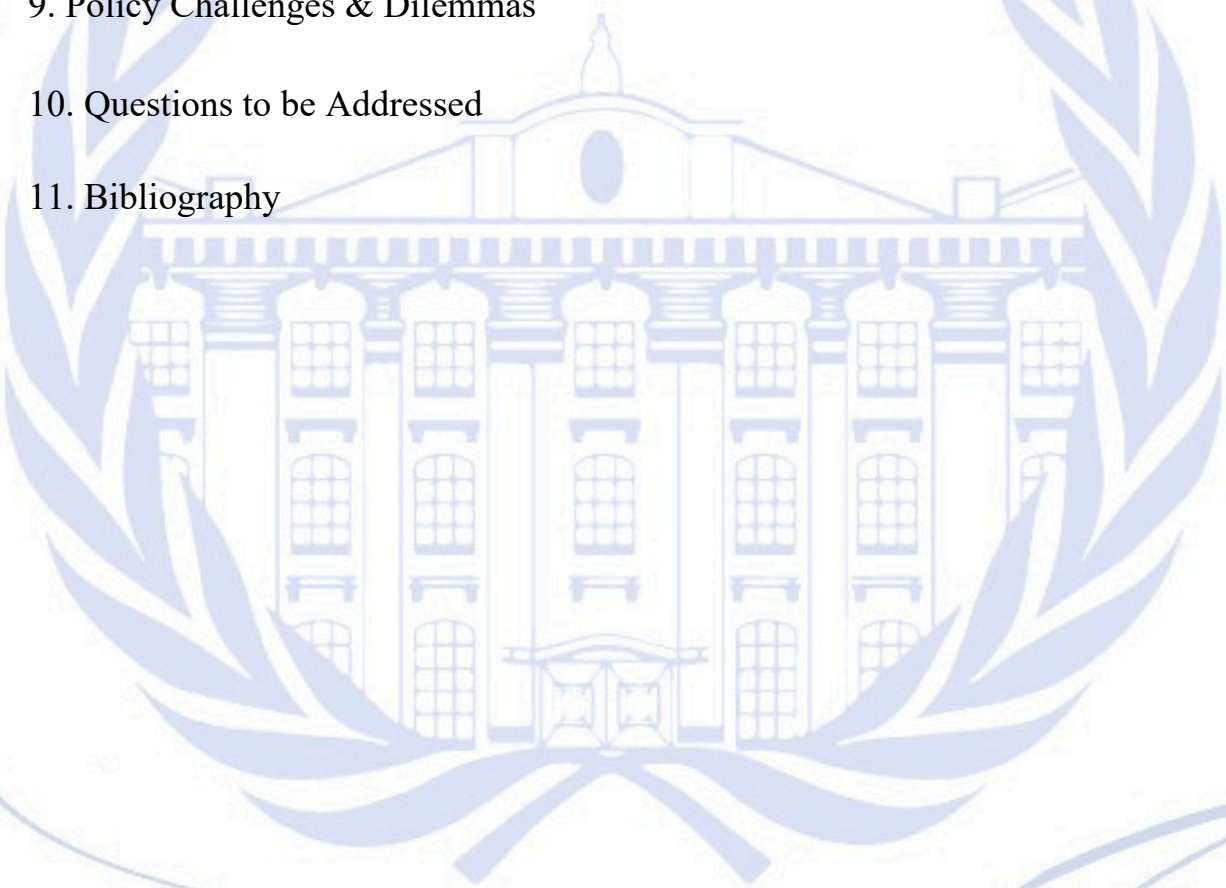 9. Policy Challenges & Dilemmas
10. Questions to be Addressed
11. Bibliography